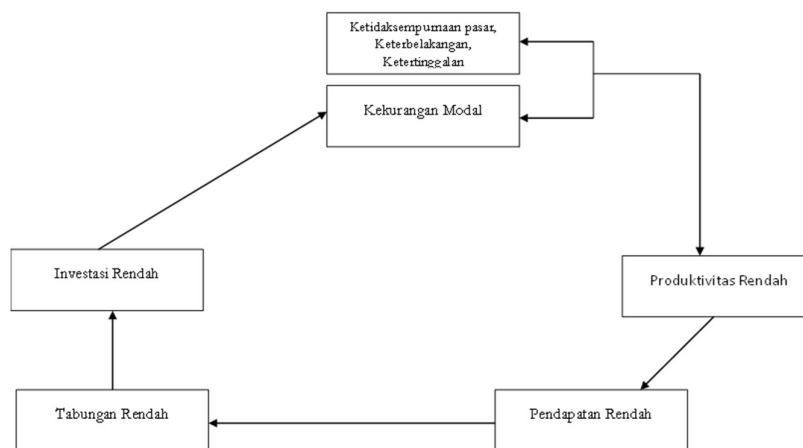 Ketidaksempurnaan pasar,
Keterbelakangan,
Ketertinggalan
Kekurangan Modal
Investasi Rendah
Produktivitas Rendah
Tabungan Rendah
Pendapatan Rendah